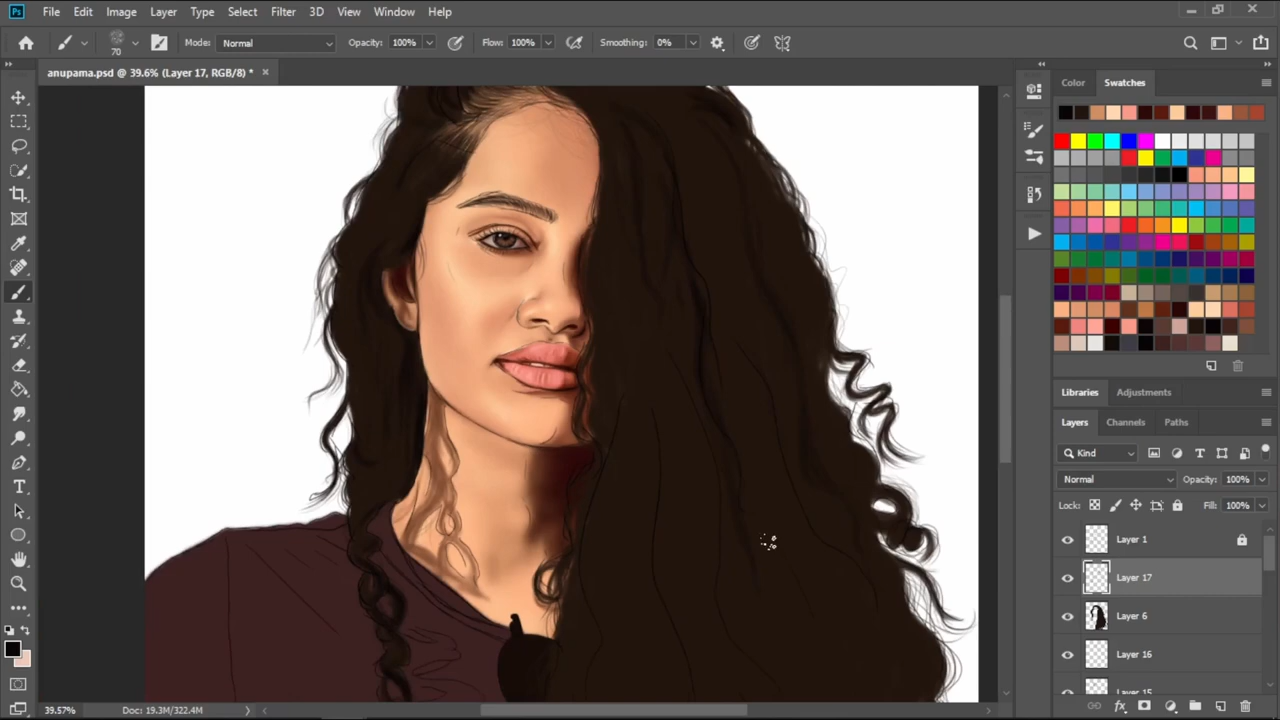 Ps File Edit Image Layer Type Select Filter 3D View Window Help
70 Mode: Normal Opacity: 100% Flow: 100% Smoothing: 0%
anupama.psd @ 39.6% (Layer 17, RGB/8) * ×
Color Swatches
Libraries Adjustments
Layers Channels Paths
Kind
Normal Opacity: 100%
Lock: Fill: 100%
Layer 1
Layer 17
Layer 6
Layer 16
Layer 15
39.57% Doc: 19.3M/322.4M